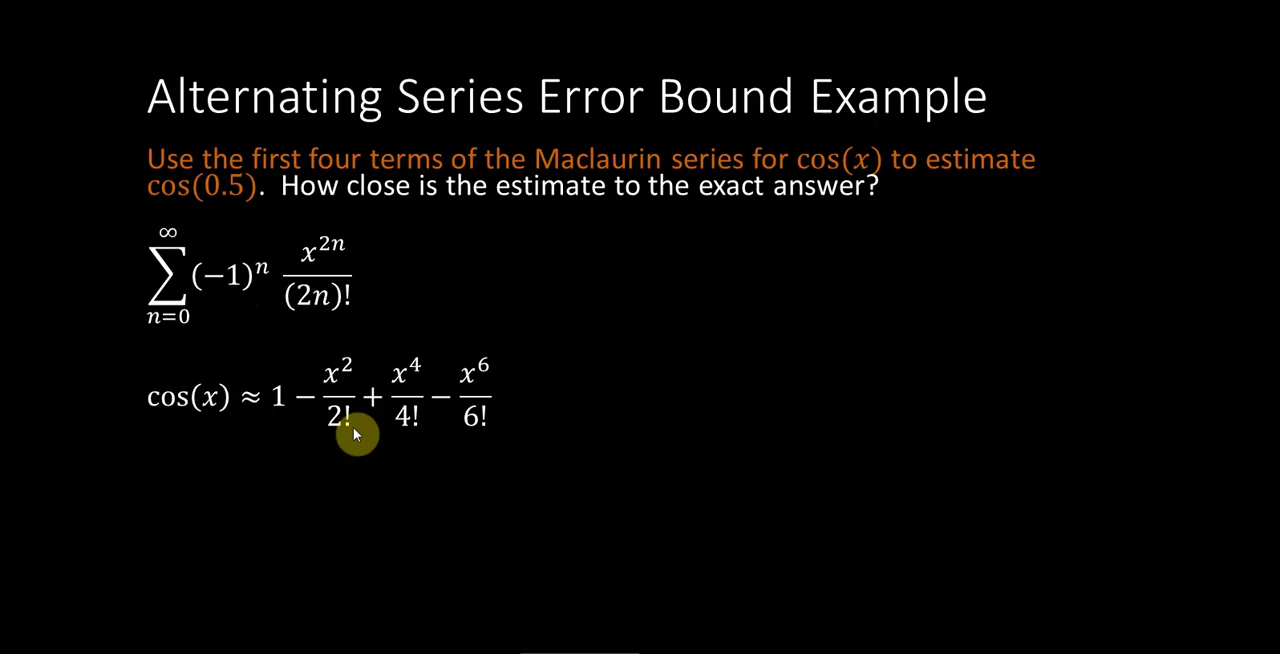 Alternating Series Error Bound Example
Use the first four terms of the Maclaurin series for cos(x) to estimate
cos(0.5). How close is the estimate to the exact answer?
∑_{n=0}^{∞} (−1)^n x^{2n}/(2n)!
cos(x) ≈ 1 − x^2/2! + x^4/4! − x^6/6!